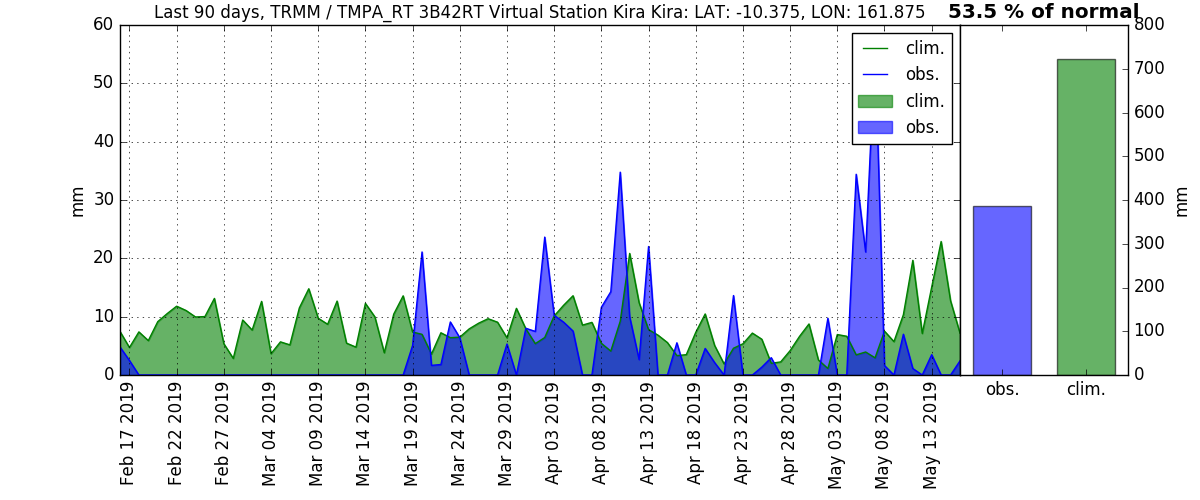 Last 90 days, TRMM / TMPA_RT 3B42RT Virtual Station Kira Kira: LAT: -10.375, LON: 161.875
53.5 % of normal
clim.
obs.
clim.
obs.
mm
60
50
40
30
20
10
0
Feb 17 2019
Feb 22 2019
Feb 27 2019
Mar 04 2019
Mar 09 2019
Mar 14 2019
Mar 19 2019
Mar 24 2019
Mar 29 2019
Apr 03 2019
Apr 08 2019
Apr 13 2019
Apr 18 2019
Apr 23 2019
Apr 28 2019
May 03 2019
May 08 2019
May 13 2019
obs.
clim.
800
700
600
500
400
300
200
100
0
mm